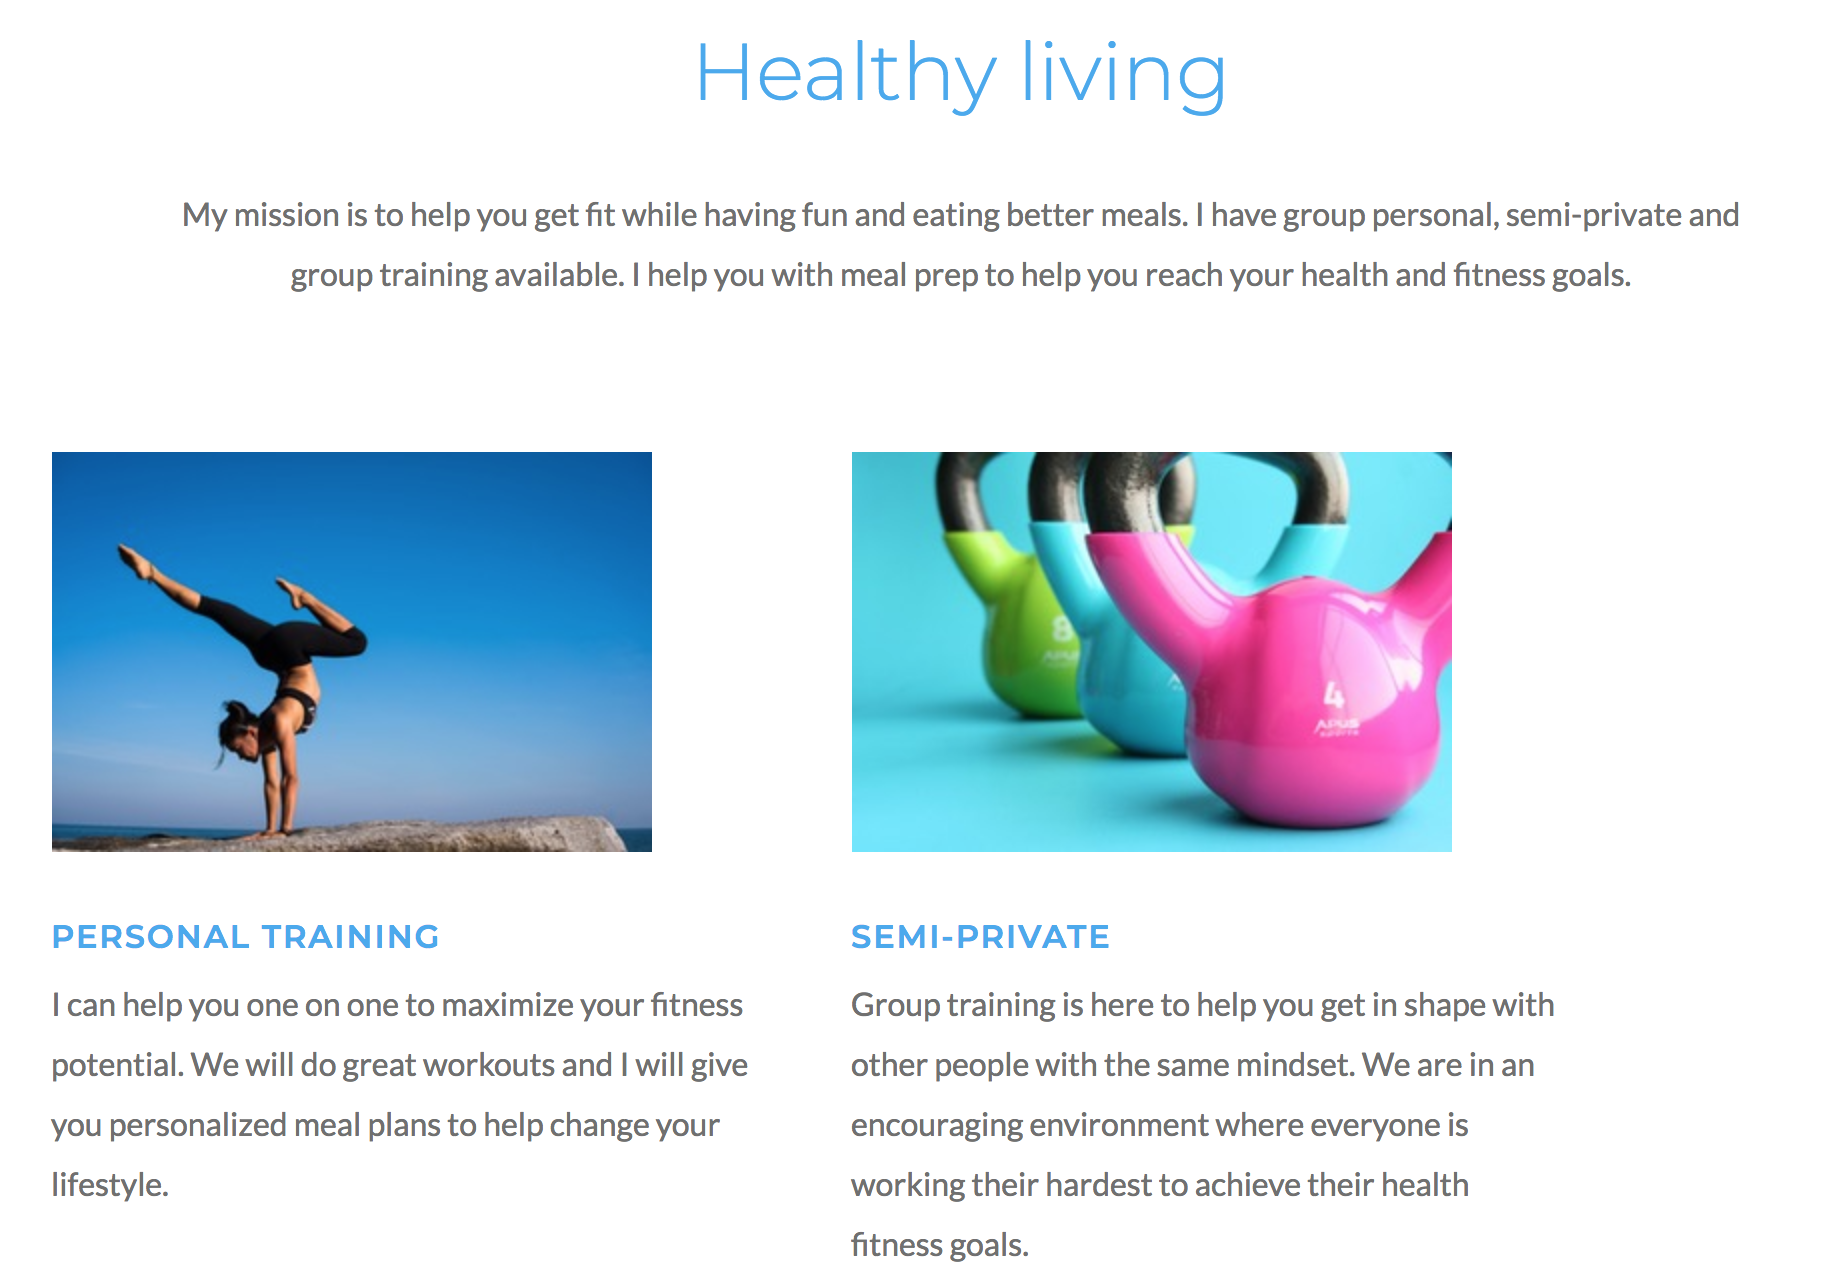 Healthy living
My mission is to help you get fit while having fun and eating better meals. I have group personal, semi-private and
group training available. I help you with meal prep to help you reach your health and fitness goals.
8
4
APUS
sports
PERSONAL TRAINING
I can help you one on one to maximize your fitness
potential. We will do great workouts and I will give
you personalized meal plans to help change your
lifestyle.
SEMI-PRIVATE
Group training is here to help you get in shape with
other people with the same mindset. We are in an
encouraging environment where everyone is
working their hardest to achieve their health
fitness goals.